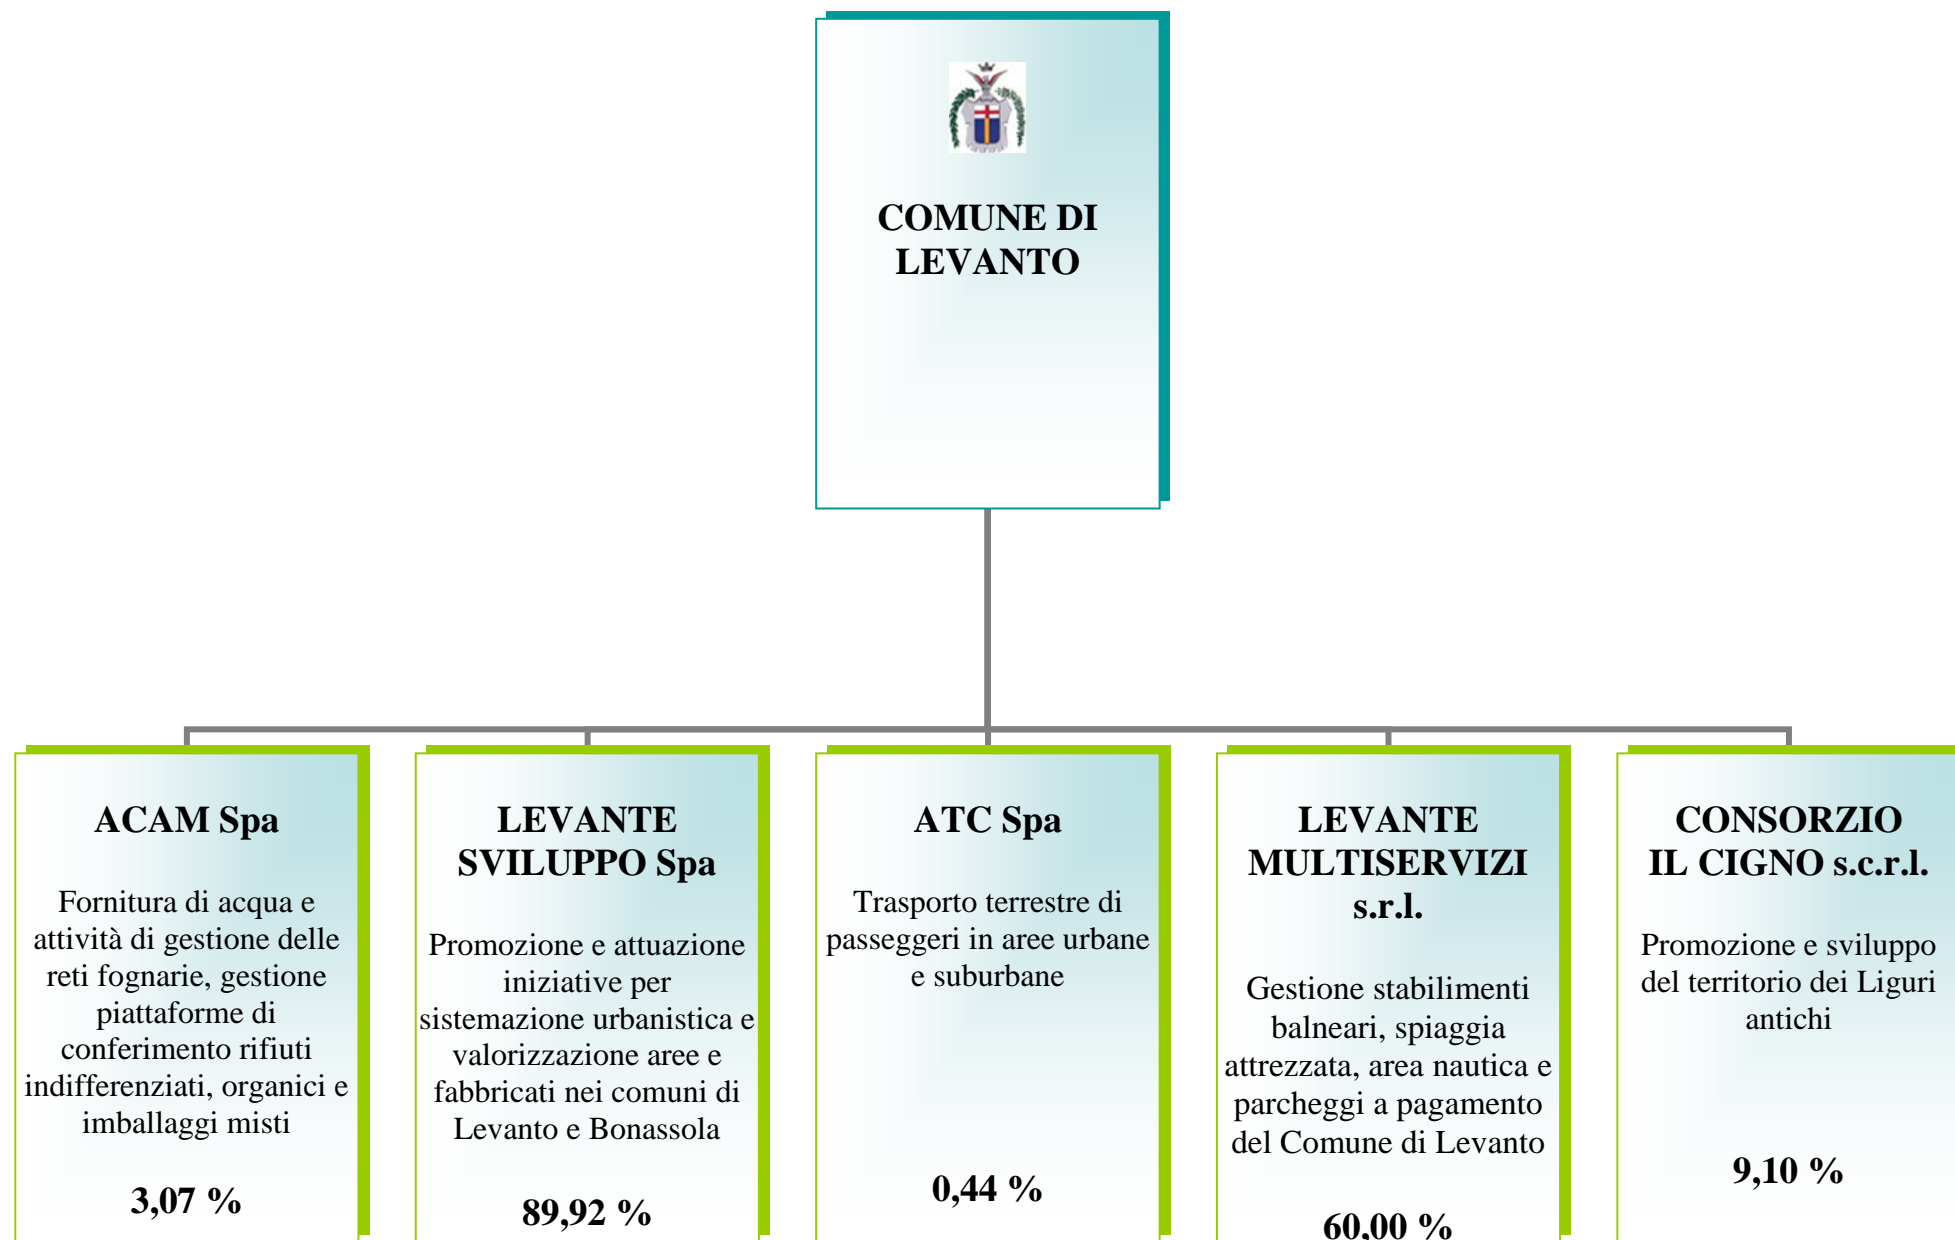 COMUNE DI
LEVANTO
ACAM Spa
Fornitura di acqua e
attività di gestione delle
reti fognarie, gestione
piattaforme di
conferimento rifiuti
indifferenziati, organici e
imballaggi misti
3,07 %
LEVANTE
SVILUPPO Spa
Promozione e attuazione
iniziative per
sistemazione urbanistica e
valorizzazione aree e
fabbricati nei comuni di
Levanto e Bonassola
89,92 %
ATC Spa
Trasporto terrestre di
passeggeri in aree urbane
e suburbane
0,44 %
LEVANTE
MULTISERVIZI
s.r.l.
Gestione stabilimenti
balneari, spiaggia
attrezzata, area nautica e
parcheggi a pagamento
del Comune di Levanto
60,00 %
CONSORZIO
IL CIGNO s.c.r.l.
Promozione e sviluppo
del territorio dei Liguri
antichi
9,10 %